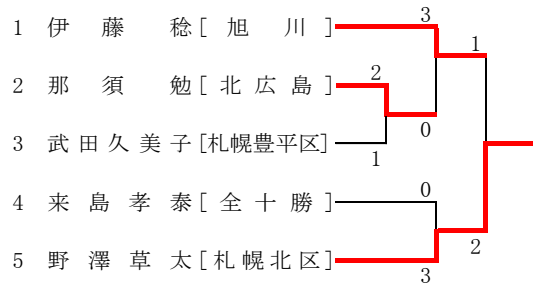 3
1 伊藤稔[旭川]
1
2 那須勉[北広島] 2
0
3 武田久美子[札幌豊平区]
1
0
4 来島孝泰[全十勝]
2
5 野澤草太[札幌北区]
3